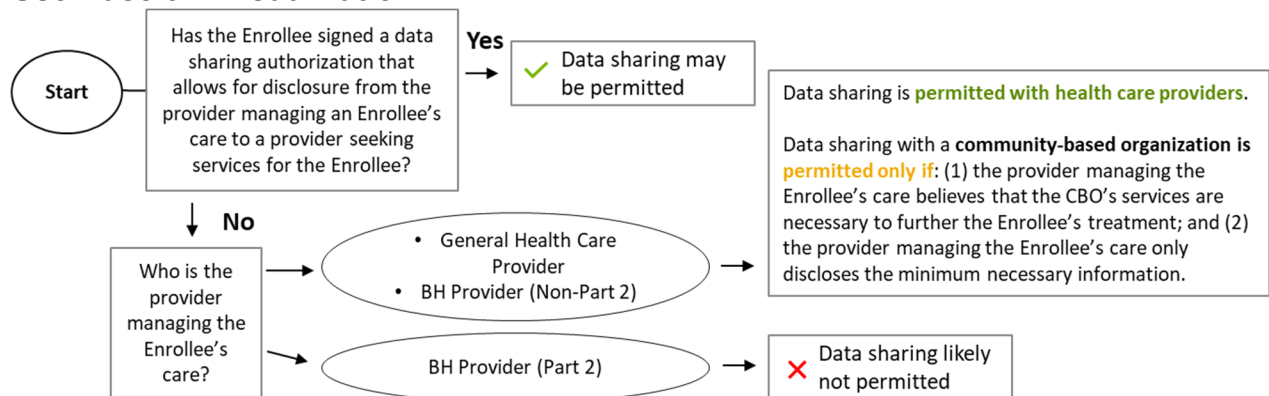 Start
Has the Enrollee signed a data
sharing authorization that
allows for disclosure from the
provider managing an Enrollee's
care to a provider seeking
services for the Enrollee?
Yes
Data sharing may
be permitted
No
Who is the
provider
managing the
Enrollee's
care?
• General Health Care
Provider
• BH Provider (Non-Part 2)
Data sharing is permitted with health care providers.
Data sharing with a community-based organization is
permitted only if: (1) the provider managing the
Enrollee's care believes that the CBO's services are
necessary to further the Enrollee's treatment; and (2)
the provider managing the Enrollee's care only
discloses the minimum necessary information.
BH Provider (Part 2)
Data sharing likely
not permitted